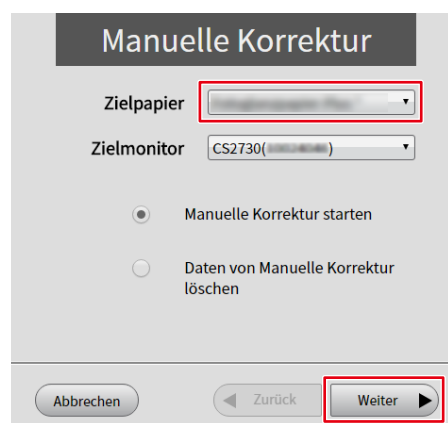 Manuelle Korrektur
Zielpapier
Zielmonitor CS2730( )
Manuelle Korrektur starten
Daten von Manuelle Korrektur
löschen
Abbrechen Zurück Weiter